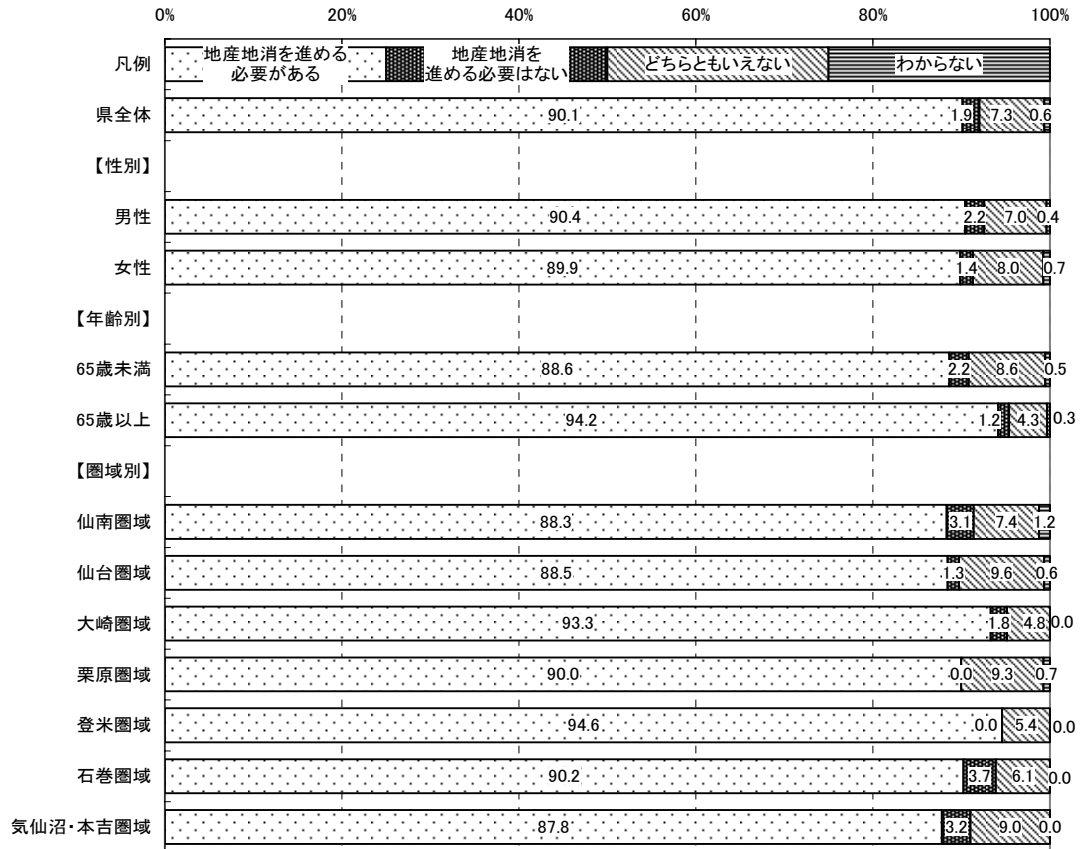 0% 20% 40% 60% 80% 100%
凡例 地産地消を進める必要がある 地産地消を進める必要はない どちらともいえない わからない
県全体 90.1 1.9 7.3 0.6
【性別】
男性 90.4 2.2 7.0 0.4
女性 89.9 1.4 8.0 0.7
【年齢別】
65歳未満 88.6 2.2 8.6 0.5
65歳以上 94.2 1.2 4.3 0.3
【圏域別】
仙南圏域 88.3 3.1 7.4 1.2
仙台圏域 88.5 1.3 9.6 0.6
大崎圏域 93.3 1.8 4.8 0.0
栗原圏域 90.0 0.0 9.3 0.7
登米圏域 94.6 0.0 5.4 0.0
石巻圏域 90.2 3.7 6.1 0.0
気仙沼・本吉圏域 87.8 3.2 9.0 0.0